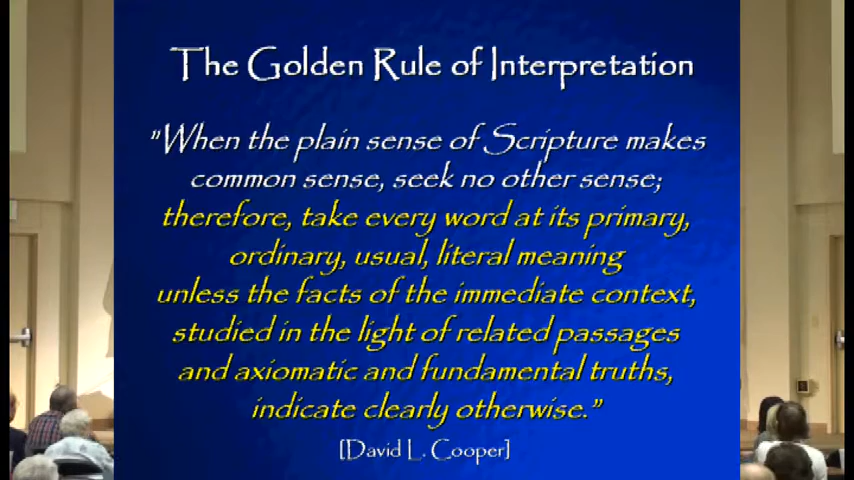 The Golden Rule of Interpretation
"When the plain sense of Scripture makes
common sense, seek no other sense;
therefore, take every word at its primary,
ordinary, usual, literal meaning
unless the facts of the immediate context,
studied in the light of related passages
and axiomatic and fundamental truths,
indicate clearly otherwise."
[David L. Cooper]